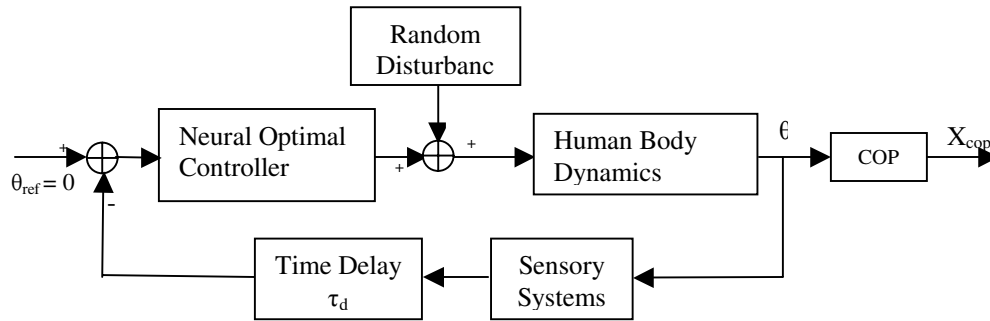 Random
Disturbanc
Neural Optimal
Controller
Human Body
Dynamics
θ
COP
X_cop
+
+
+
θ_ref = 0
-
Time Delay
τ_d
Sensory
Systems